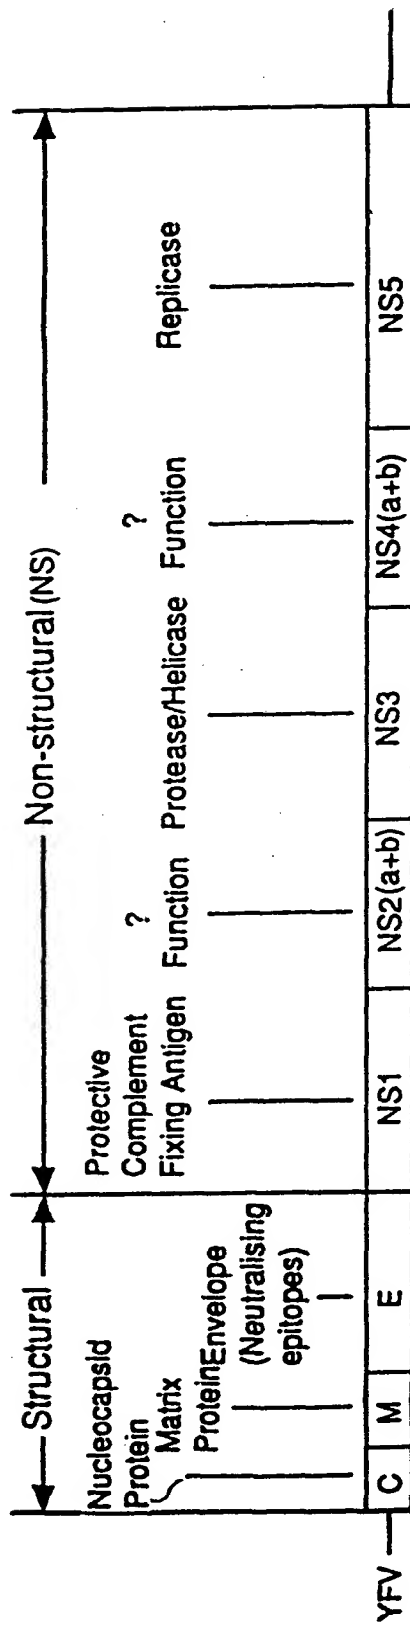 Structural
Non-structural (NS)
Nucleocapsid
Protein
Matrix
Protein
Envelope
(Neutralising
epitopes)
Protective
Complement
Fixing Antigen
?
Function
Protease/Helicase
?
Function
Replicase
YFV
C
M
E
NS1
NS2(a+b)
NS3
NS4(a+b)
NS5